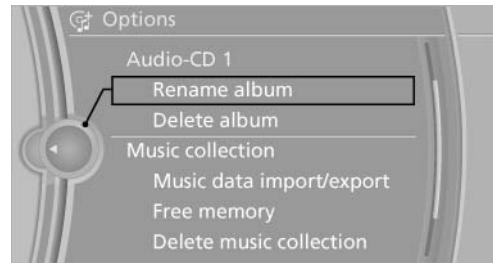 Options
Audio-CD 1
Rename album
Delete album
Music collection
Music data import/export
Free memory
Delete music collection